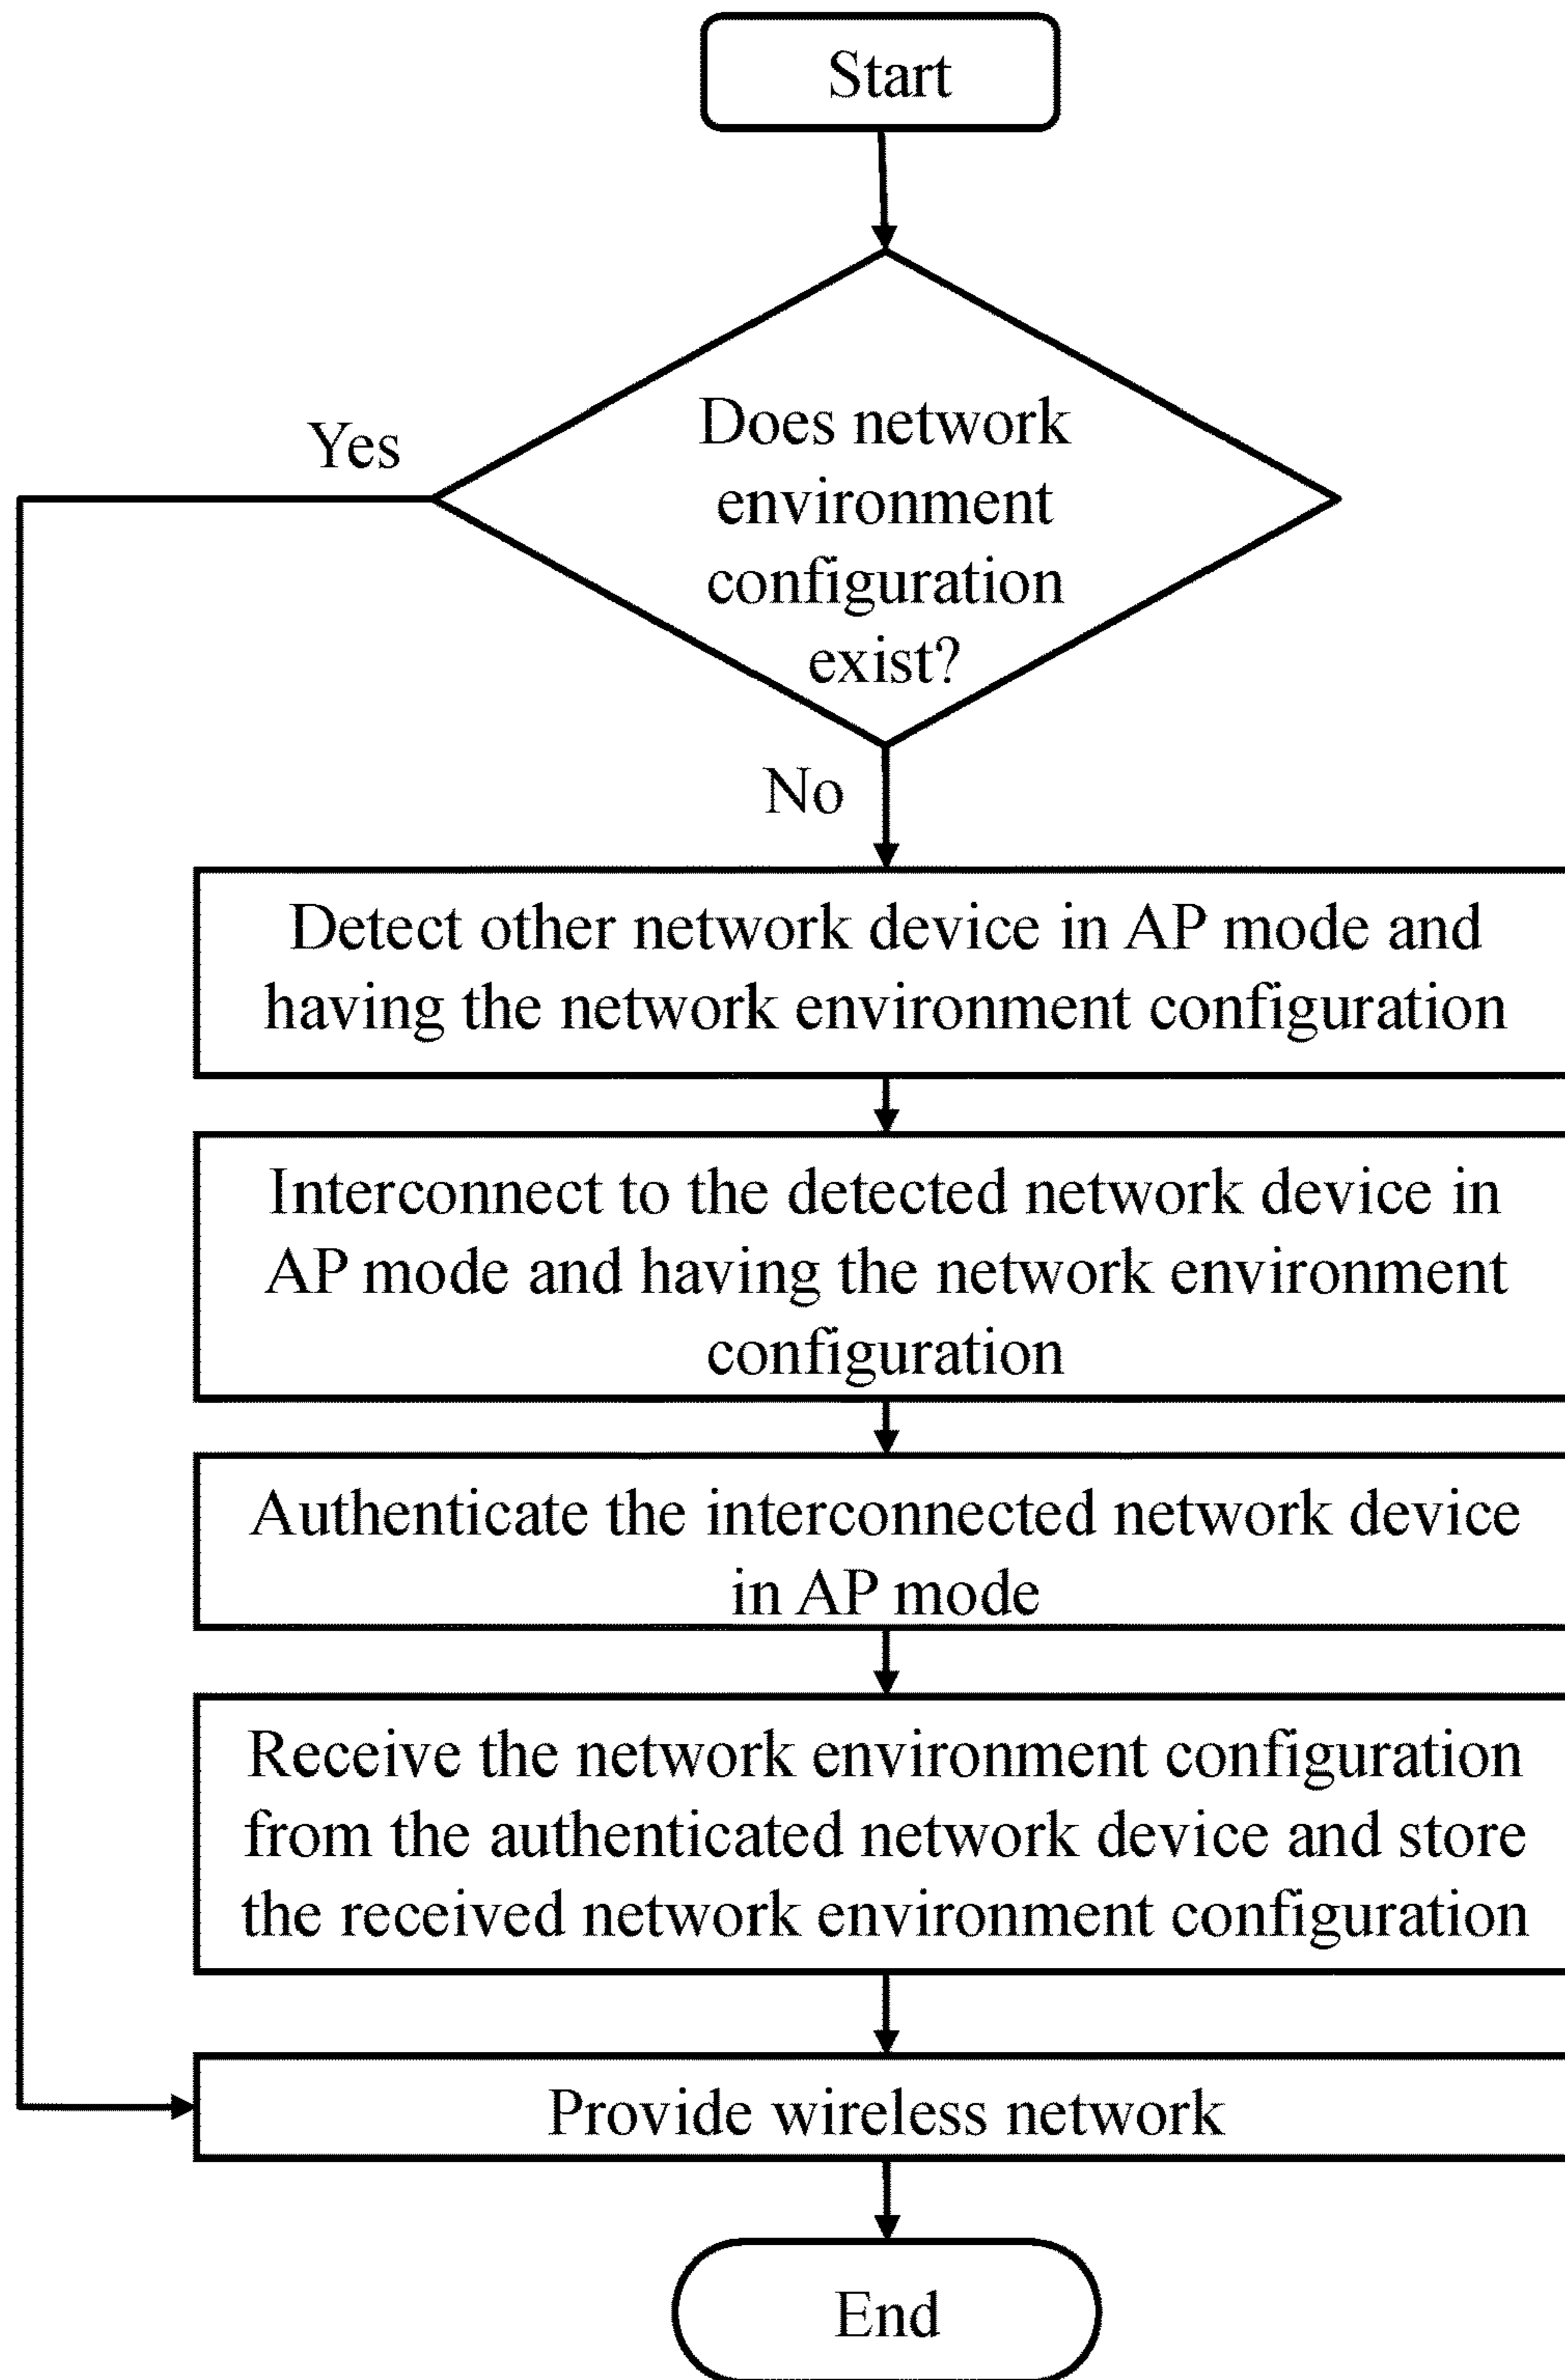 Start
Does network
environment
configuration
exist?
Yes
No
Detect other network device in AP mode and
having the network environment configuration
Interconnect to the detected network device in
AP mode and having the network environment
configuration
Authenticate the interconnected network device
in AP mode
Receive the network environment configuration
from the authenticated network device and store
the received network environment configuration
Provide wireless network
End